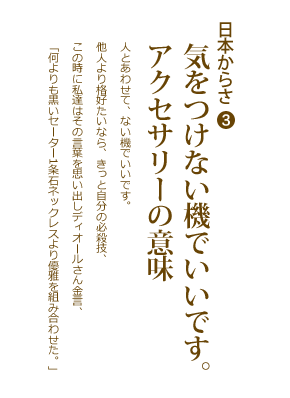 日本からさ❸
気をつけない機でいいです。
アクセサリーの意味
人とあわせて、ない機でいいです。
他人より格好たいなら、きっと自分の必殺技、
この時に私達はその言葉を思い出しディオールさん金言、
「何よりも黒いセーター1条石ネックレスより優雅を組み合わせた。」